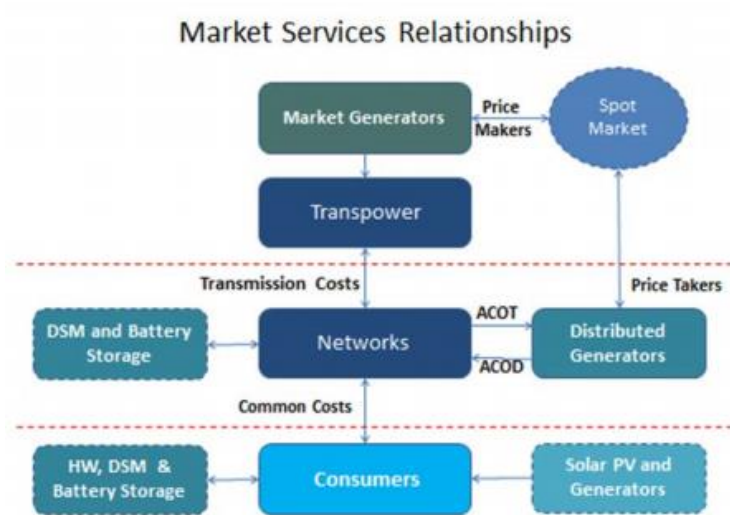 Market Services Relationships
Market Generators
Price
Makers
Spot
Market
Transpower
Transmission Costs
Price Takers
DSM and Battery
Storage
Networks
ACOT
ACOD
Distributed
Generators
Common Costs
HW, DSM &
Battery Storage
Consumers
Solar PV and
Generators